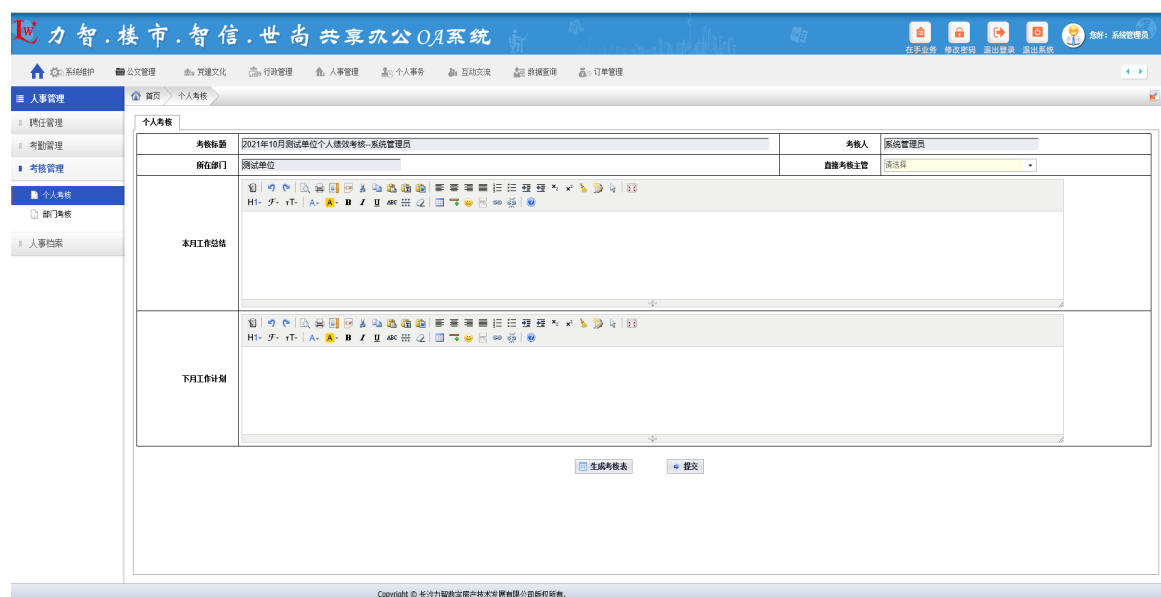 力智.楼市.智信.世尚共享办公OA系统
在手业务 修改密码 退出登录 退出系统
您好：系统管理员
系统维护 公文管理 党建文化 行政管理 人事管理 个人事务 互动交流 数据查询 订单管理
人事管理
首页 个人考核
聘任管理
考勤管理
考核管理
个人考核
部门考核
人事档案
个人考核
考核标题 2021年10月测试单位个人绩效考核--系统管理员 考核人 系统管理员
所在部门 测试单位 直接考核主管 请选择
本月工作总结
H1 F TT A A B I U ABC
下月工作计划
H1 F TT A A B I U ABC
生成考核表 提交
Copyright © 长沙力智数字房产技术发展有限公司版权所有.